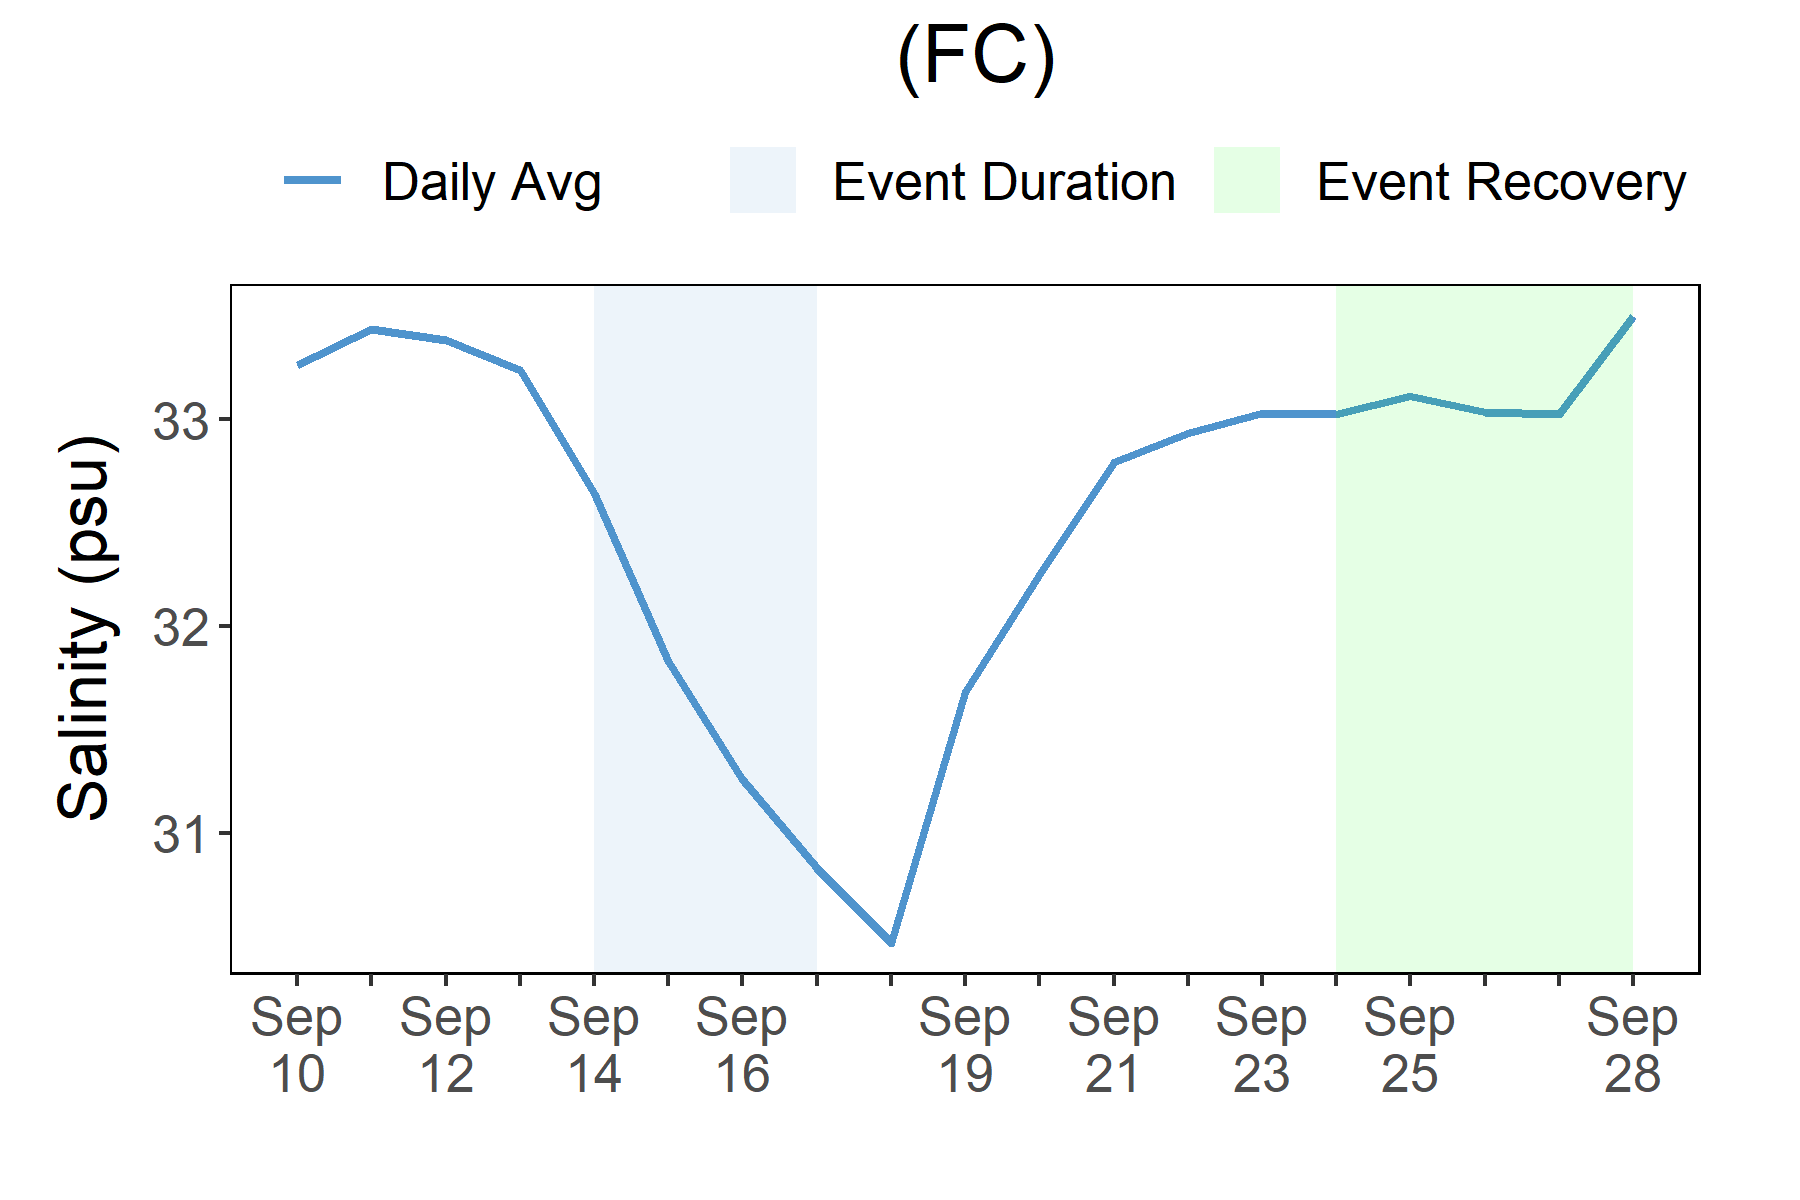 (FC)
Daily Avg Event Duration Event Recovery
Salinity (psu)
33
32
31
Sep Sep Sep Sep Sep Sep Sep Sep Sep
10 12 14 16 19 21 23 25 28